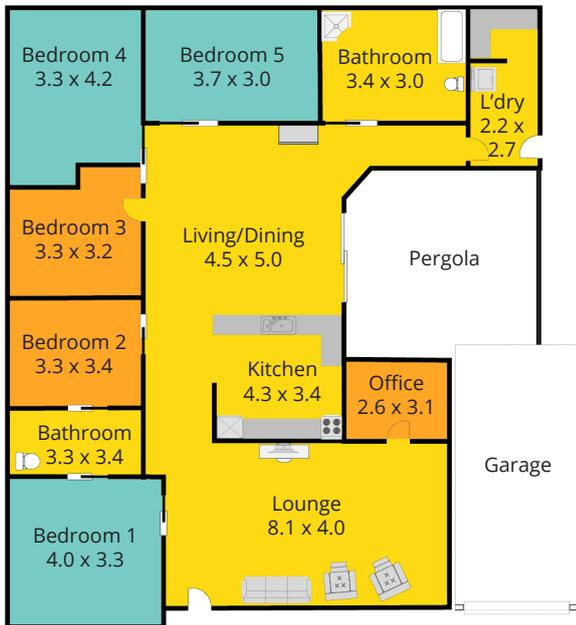 Bedroom 4
3.3 x 4.2
Bedroom 5
3.7 x 3.0
Bathroom
3.4 x 3.0
L'dry
2.2 x
2.7
Bedroom 3
3.3 x 3.2
Living/Dining
4.5 x 5.0
Pergola
Bedroom 2
3.3 x 3.4
Kitchen
4.3 x 3.4
Office
2.6 x 3.1
Bathroom
3.3 x 3.4
Garage
Lounge
8.1 x 4.0
Bedroom 1
4.0 x 3.3